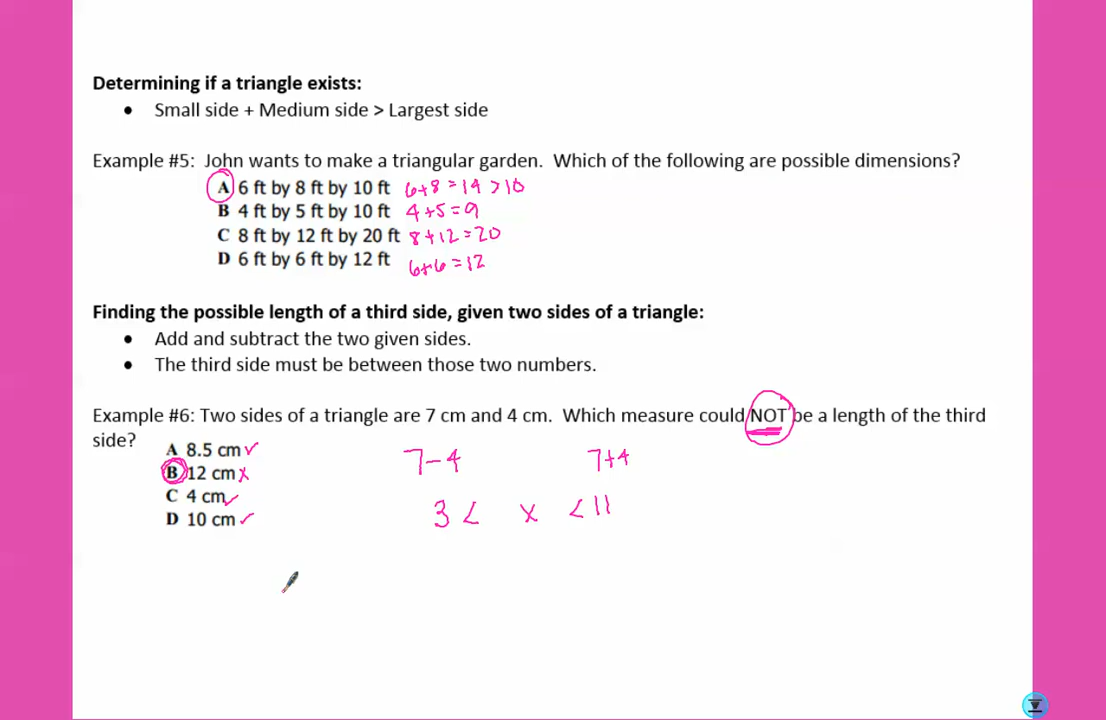 Determining if a triangle exists:
• Small side + Medium side > Largest side
Example #5: John wants to make a triangular garden. Which of the following are possible dimensions?
A 6 ft by 8 ft by 10 ft 6+8=14 >10
B 4 ft by 5 ft by 10 ft 4+5=9
C 8 ft by 12 ft by 20 ft 8+12=20
D 6 ft by 6 ft by 12 ft 6+6=12
Finding the possible length of a third side, given two sides of a triangle:
• Add and subtract the two given sides.
• The third side must be between those two numbers.
Example #6: Two sides of a triangle are 7 cm and 4 cm. Which measure could NOT be a length of the third
side?
A 8.5 cm ✓
7-4 7+4
B 12 cm x
C 4 cm ✓
3 < x < 11
D 10 cm ✓